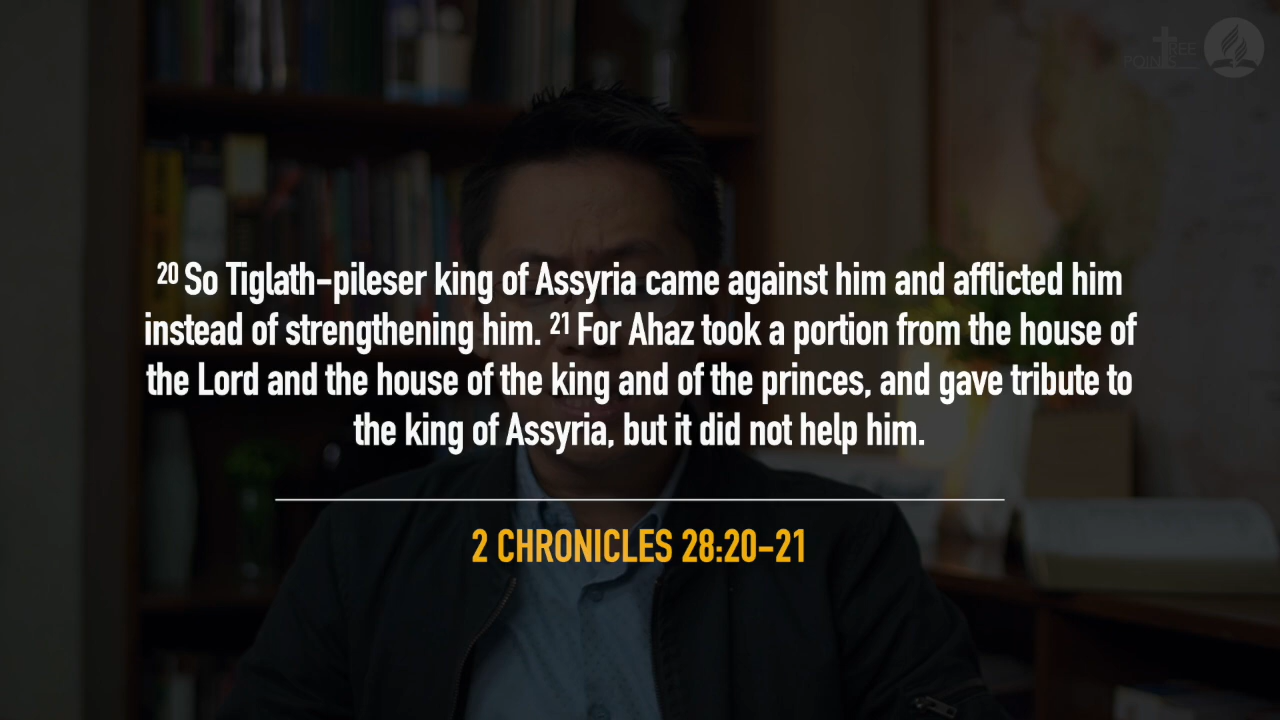 TREE
POINTS
20 So Tiglath-pileser king of Assyria came against him and afflicted him
instead of strengthening him. 21 For Ahaz took a portion from the house of
the Lord and the house of the king and of the princes, and gave tribute to
the king of Assyria, but it did not help him.
2 CHRONICLES 28:20-21